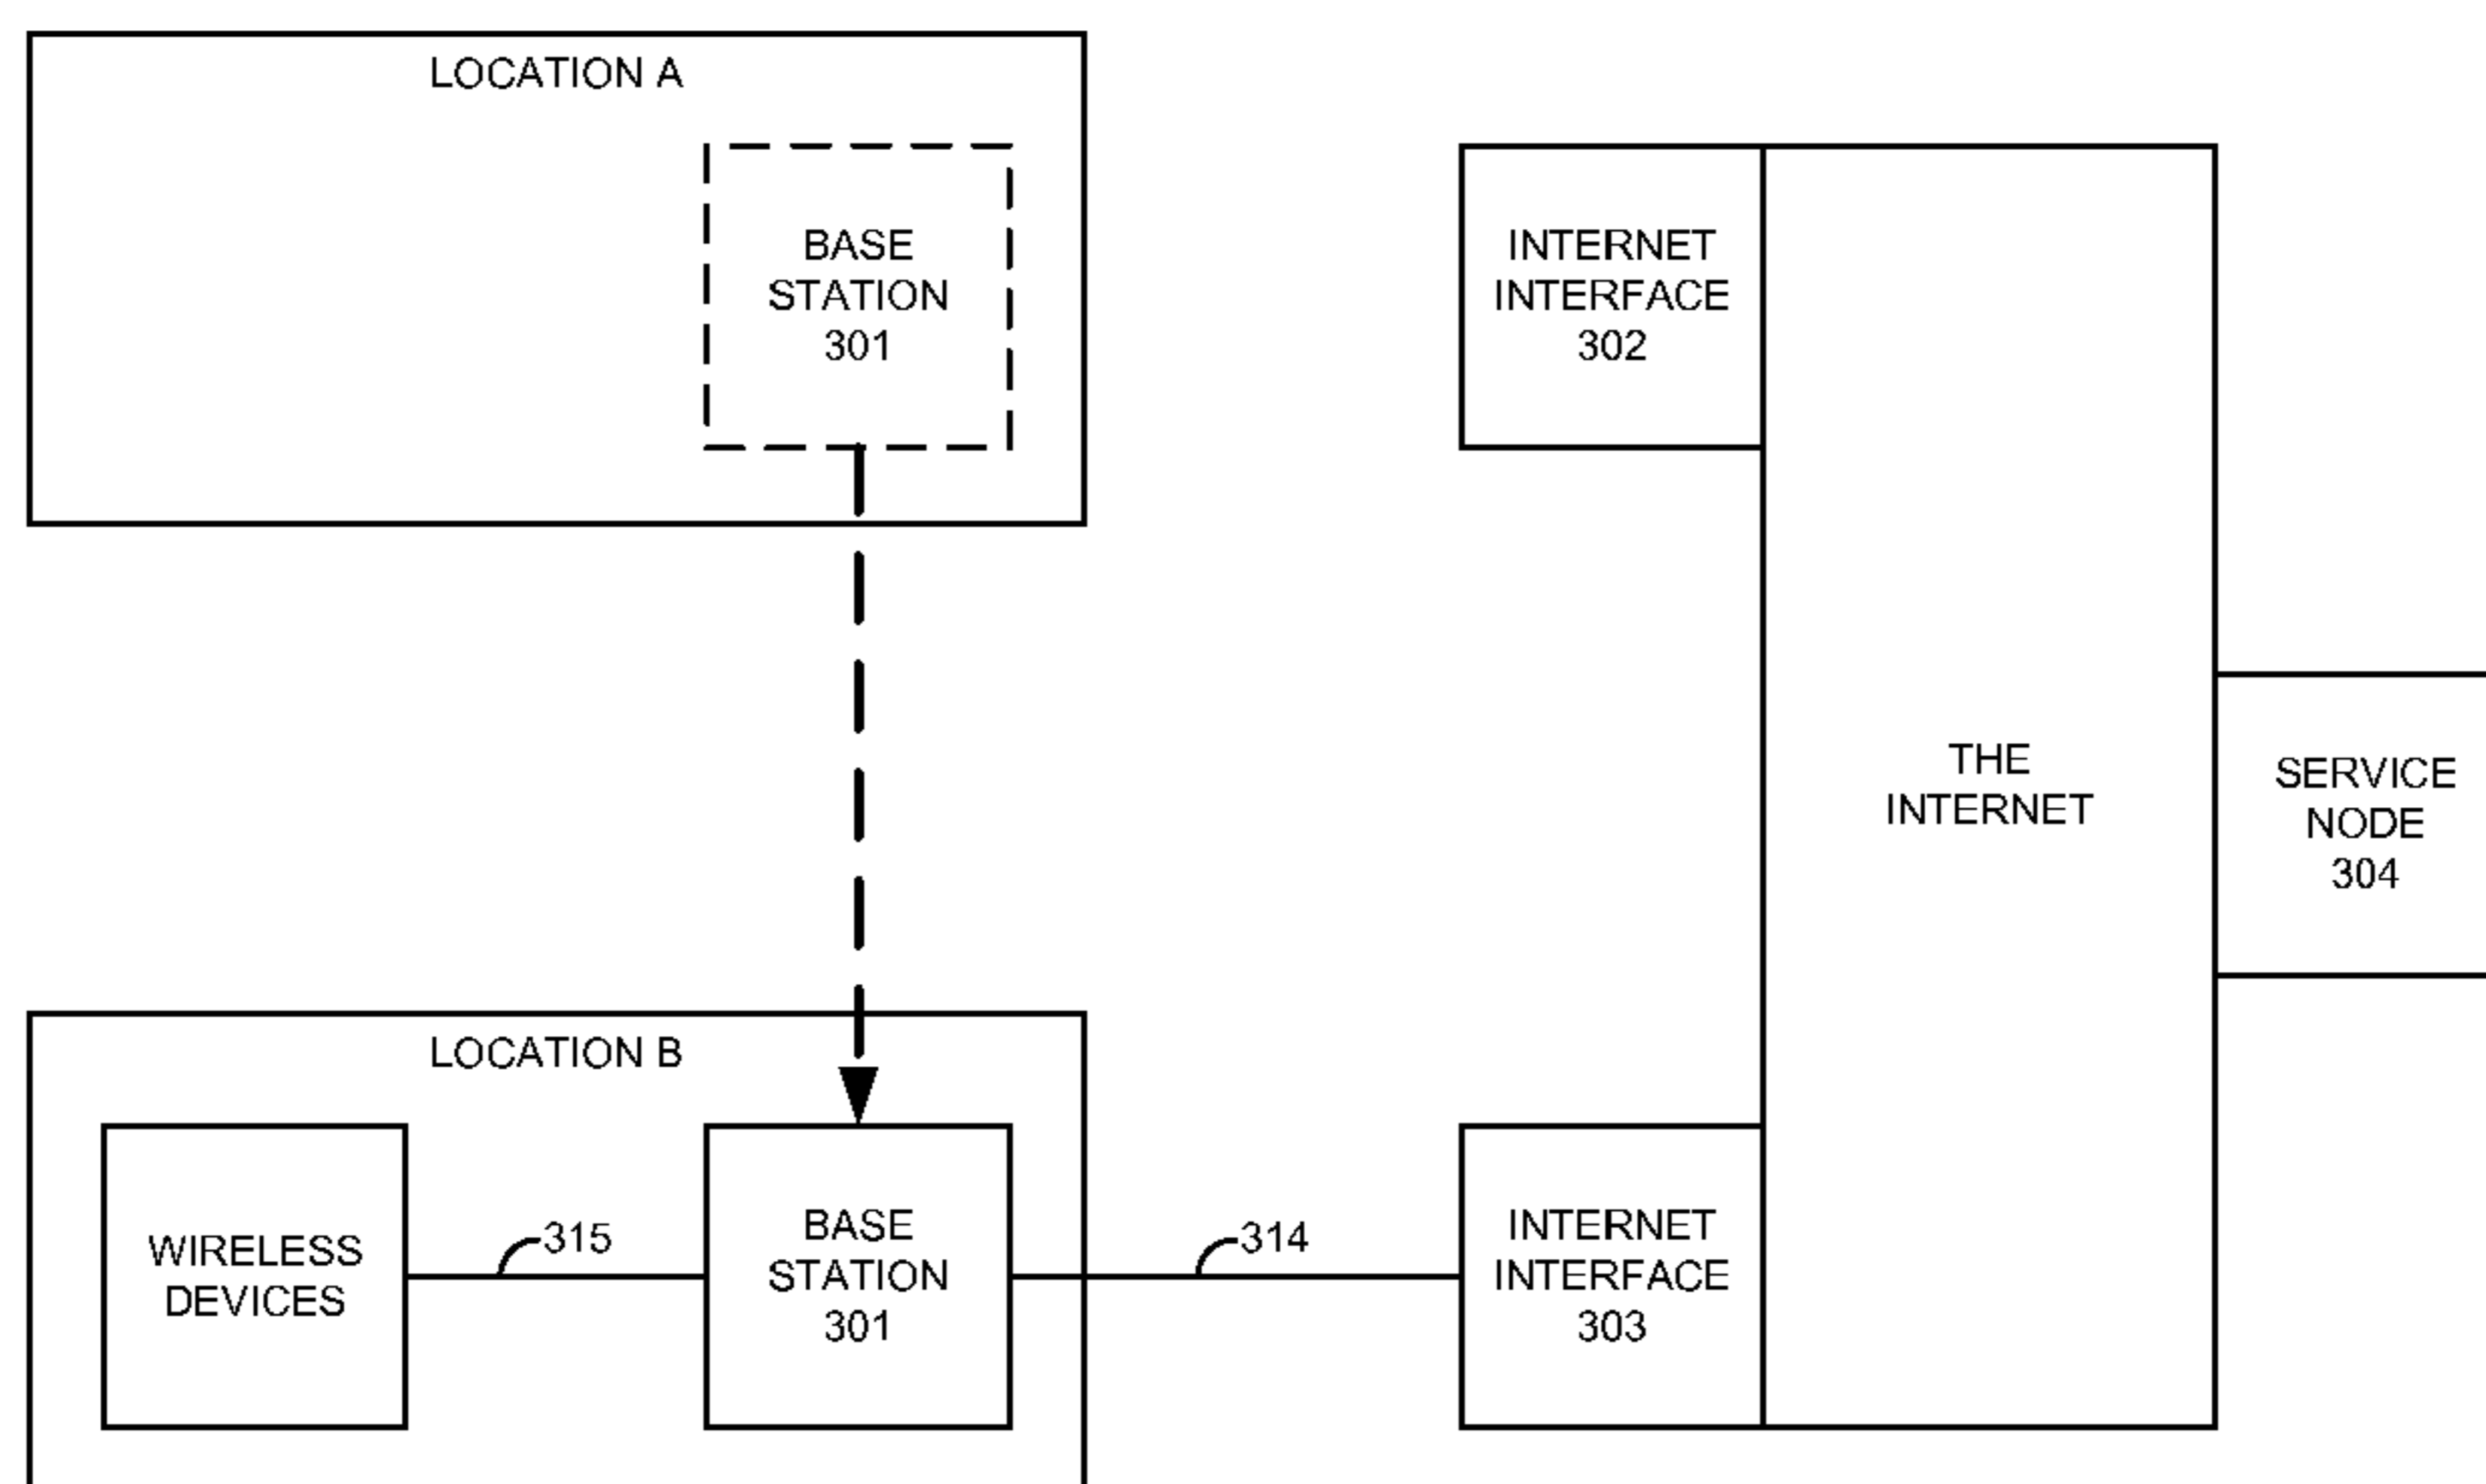 LOCATION A
BASE
STATION
301
INTERNET
INTERFACE
302
THE
INTERNET
SERVICE
NODE
304
LOCATION B
WIRELESS
DEVICES
315
BASE
STATION
301
314
INTERNET
INTERFACE
303